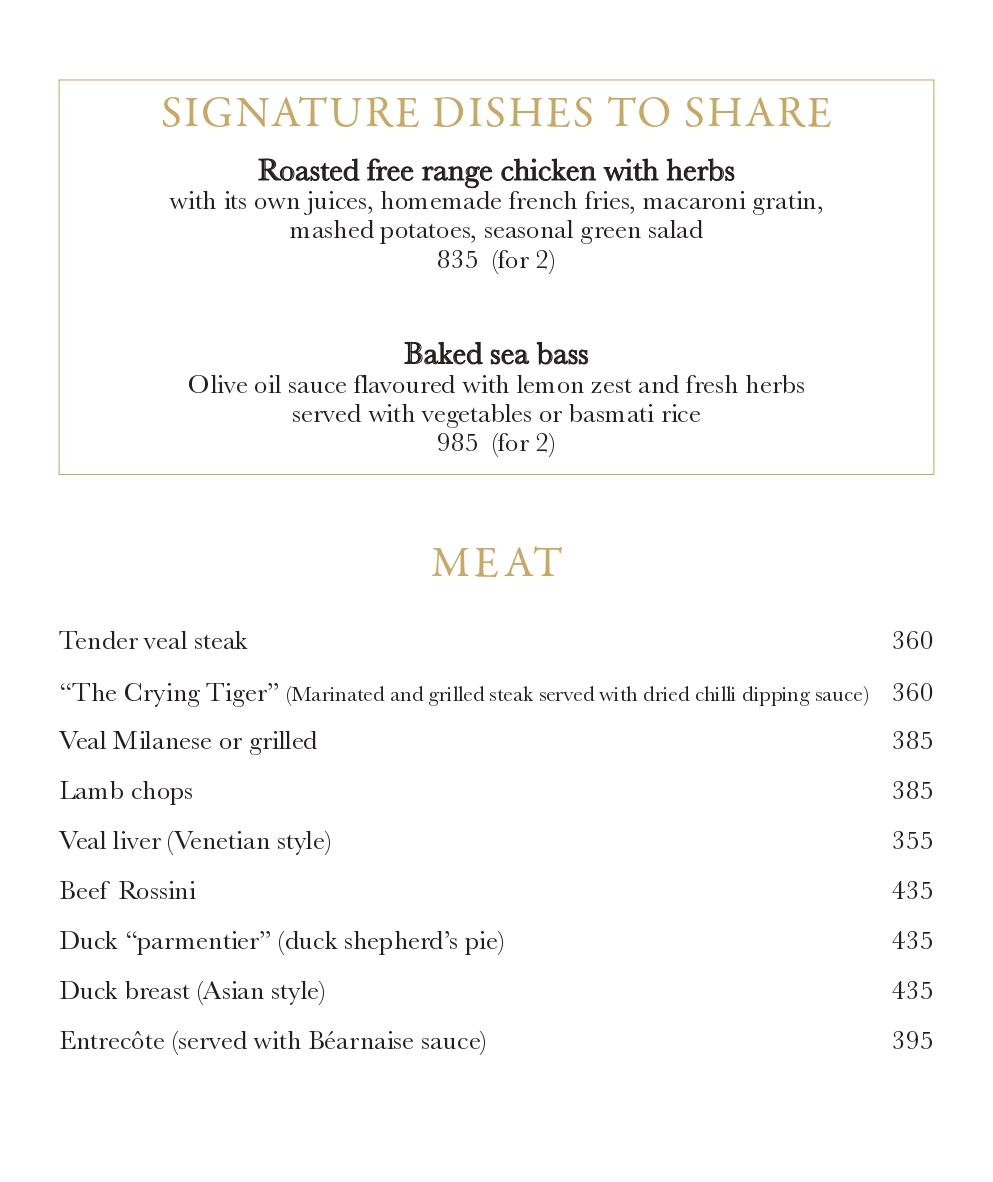 SIGNATURE DISHES TO SHARE
Roasted free range chicken with herbs
with its own juices, homemade french fries, macaroni gratin,
mashed potatoes, seasonal green salad
835 (for 2)
Baked sea bass
Olive oil sauce flavoured with lemon zest and fresh herbs
served with vegetables or basmati rice
985 (for 2)
MEAT
Tender veal steak 360
“The Crying Tiger” (Marinated and grilled steak served with dried chilli dipping sauce) 360
Veal Milanese or grilled 385
Lamb chops 385
Veal liver (Venetian style) 355
Beef Rossini 435
Duck “parmentier” (duck shepherd’s pie) 435
Duck breast (Asian style) 435
Entrecôte (served with Béarnaise sauce) 395